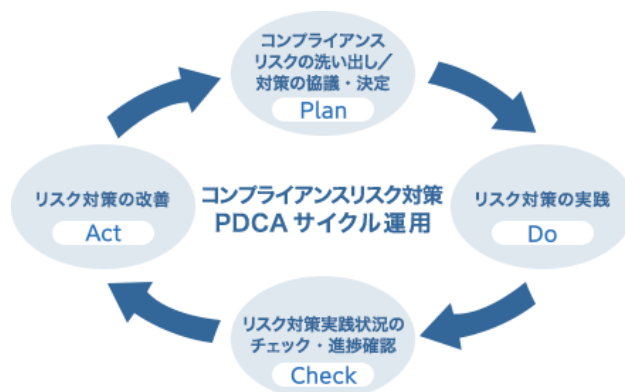 コンプライアンス
リスクの洗い出し／
対策の協議・決定
Plan
リスク対策の改善
Act
コンプライアンスリスク対策
PDCAサイクル運用
リスク対策の実践
Do
リスク対策実践状況の
チェック・進捗確認
Check